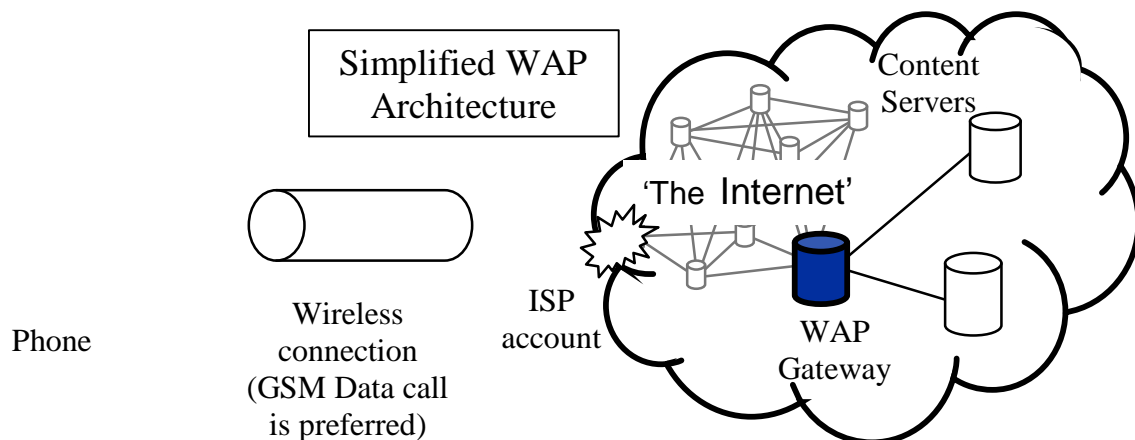 Simplified WAP
Architecture
Content
Servers
‘The Internet’
Phone
Wireless
connection
(GSM Data call
is preferred)
ISP
account
WAP
Gateway